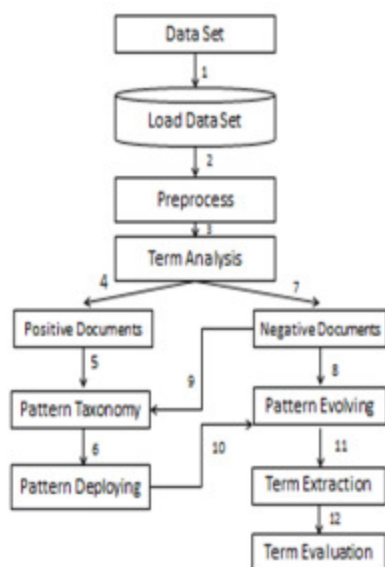 Data Set
1
Load Data Set
2
Preprocess
3
Term Analysis
4
7
Positive Documents
Negative Documents
5
9
8
Pattern Taxonomy
Pattern Evolving
6
10
11
Pattern Deploying
Term Extraction
12
Term Evaluation